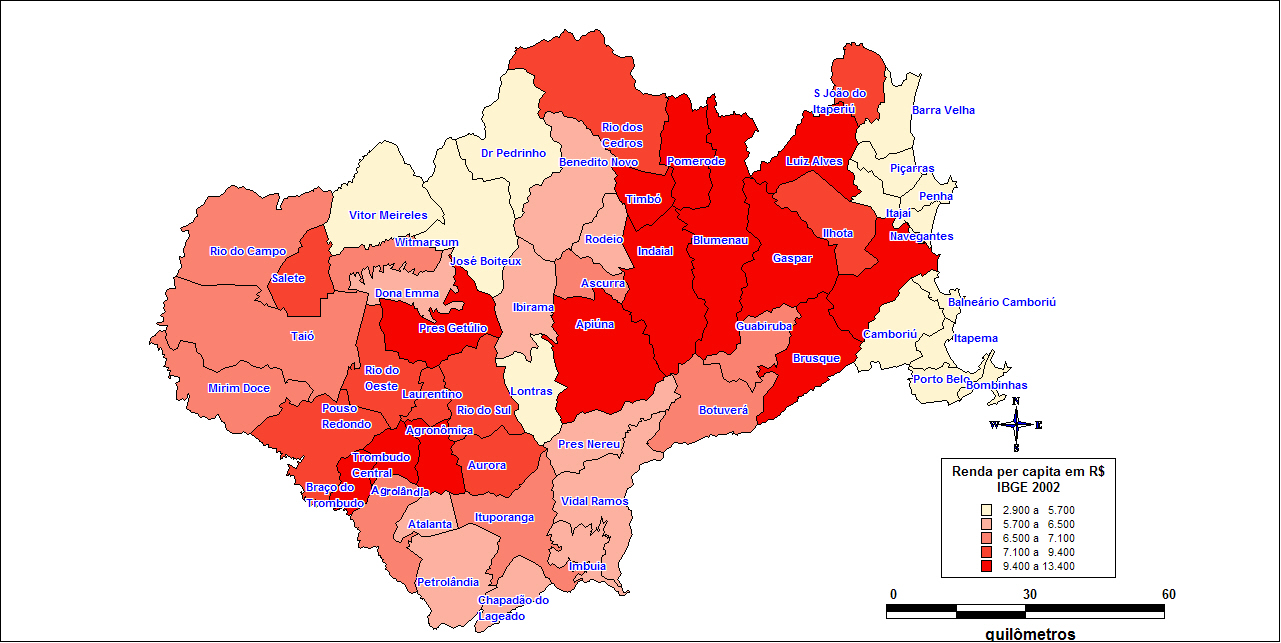 S João do
Itaperiú
Barra Velha
Rio dos
Cedros
Dr Pedrinho
Benedito Novo
Pomerode
Luiz Alves
Piçarras
Penha
Timbó
Vitor Meireles
Itajaí
Navegantes
Ilhota
Witmarsum
Rodeio
Blumenau
Rio do Campo
Indaial
Gaspar
José Boiteux
Salete
Ascurra
Dona Emma
Ibirama
Balneário Camboriú
Pres Getúlio
Apiúna
Guabiruba
Taió
Camboriú
Itapema
Brusque
Rio do
Oeste
Mirim Doce
Laurentino
Lontras
Porto Belo
Bombinhas
Pouso
Redondo
Rio do Sul
Botuverá
N
W E
S
Agronômica
Pres Nereu
Trombudo
Central
Aurora
Braço do
Trombudo
Agrolândia
Vidal Ramos
Atalanta
Ituporanga
Imbuia
Petrolândia
Chapadão do
Lageado
Renda per capita em R$
IBGE 2002
2.900 a 5.700
5.700 a 6.500
6.500 a 7.100
7.100 a 9.400
9.400 a 13.400
0 30 60
quilômetros